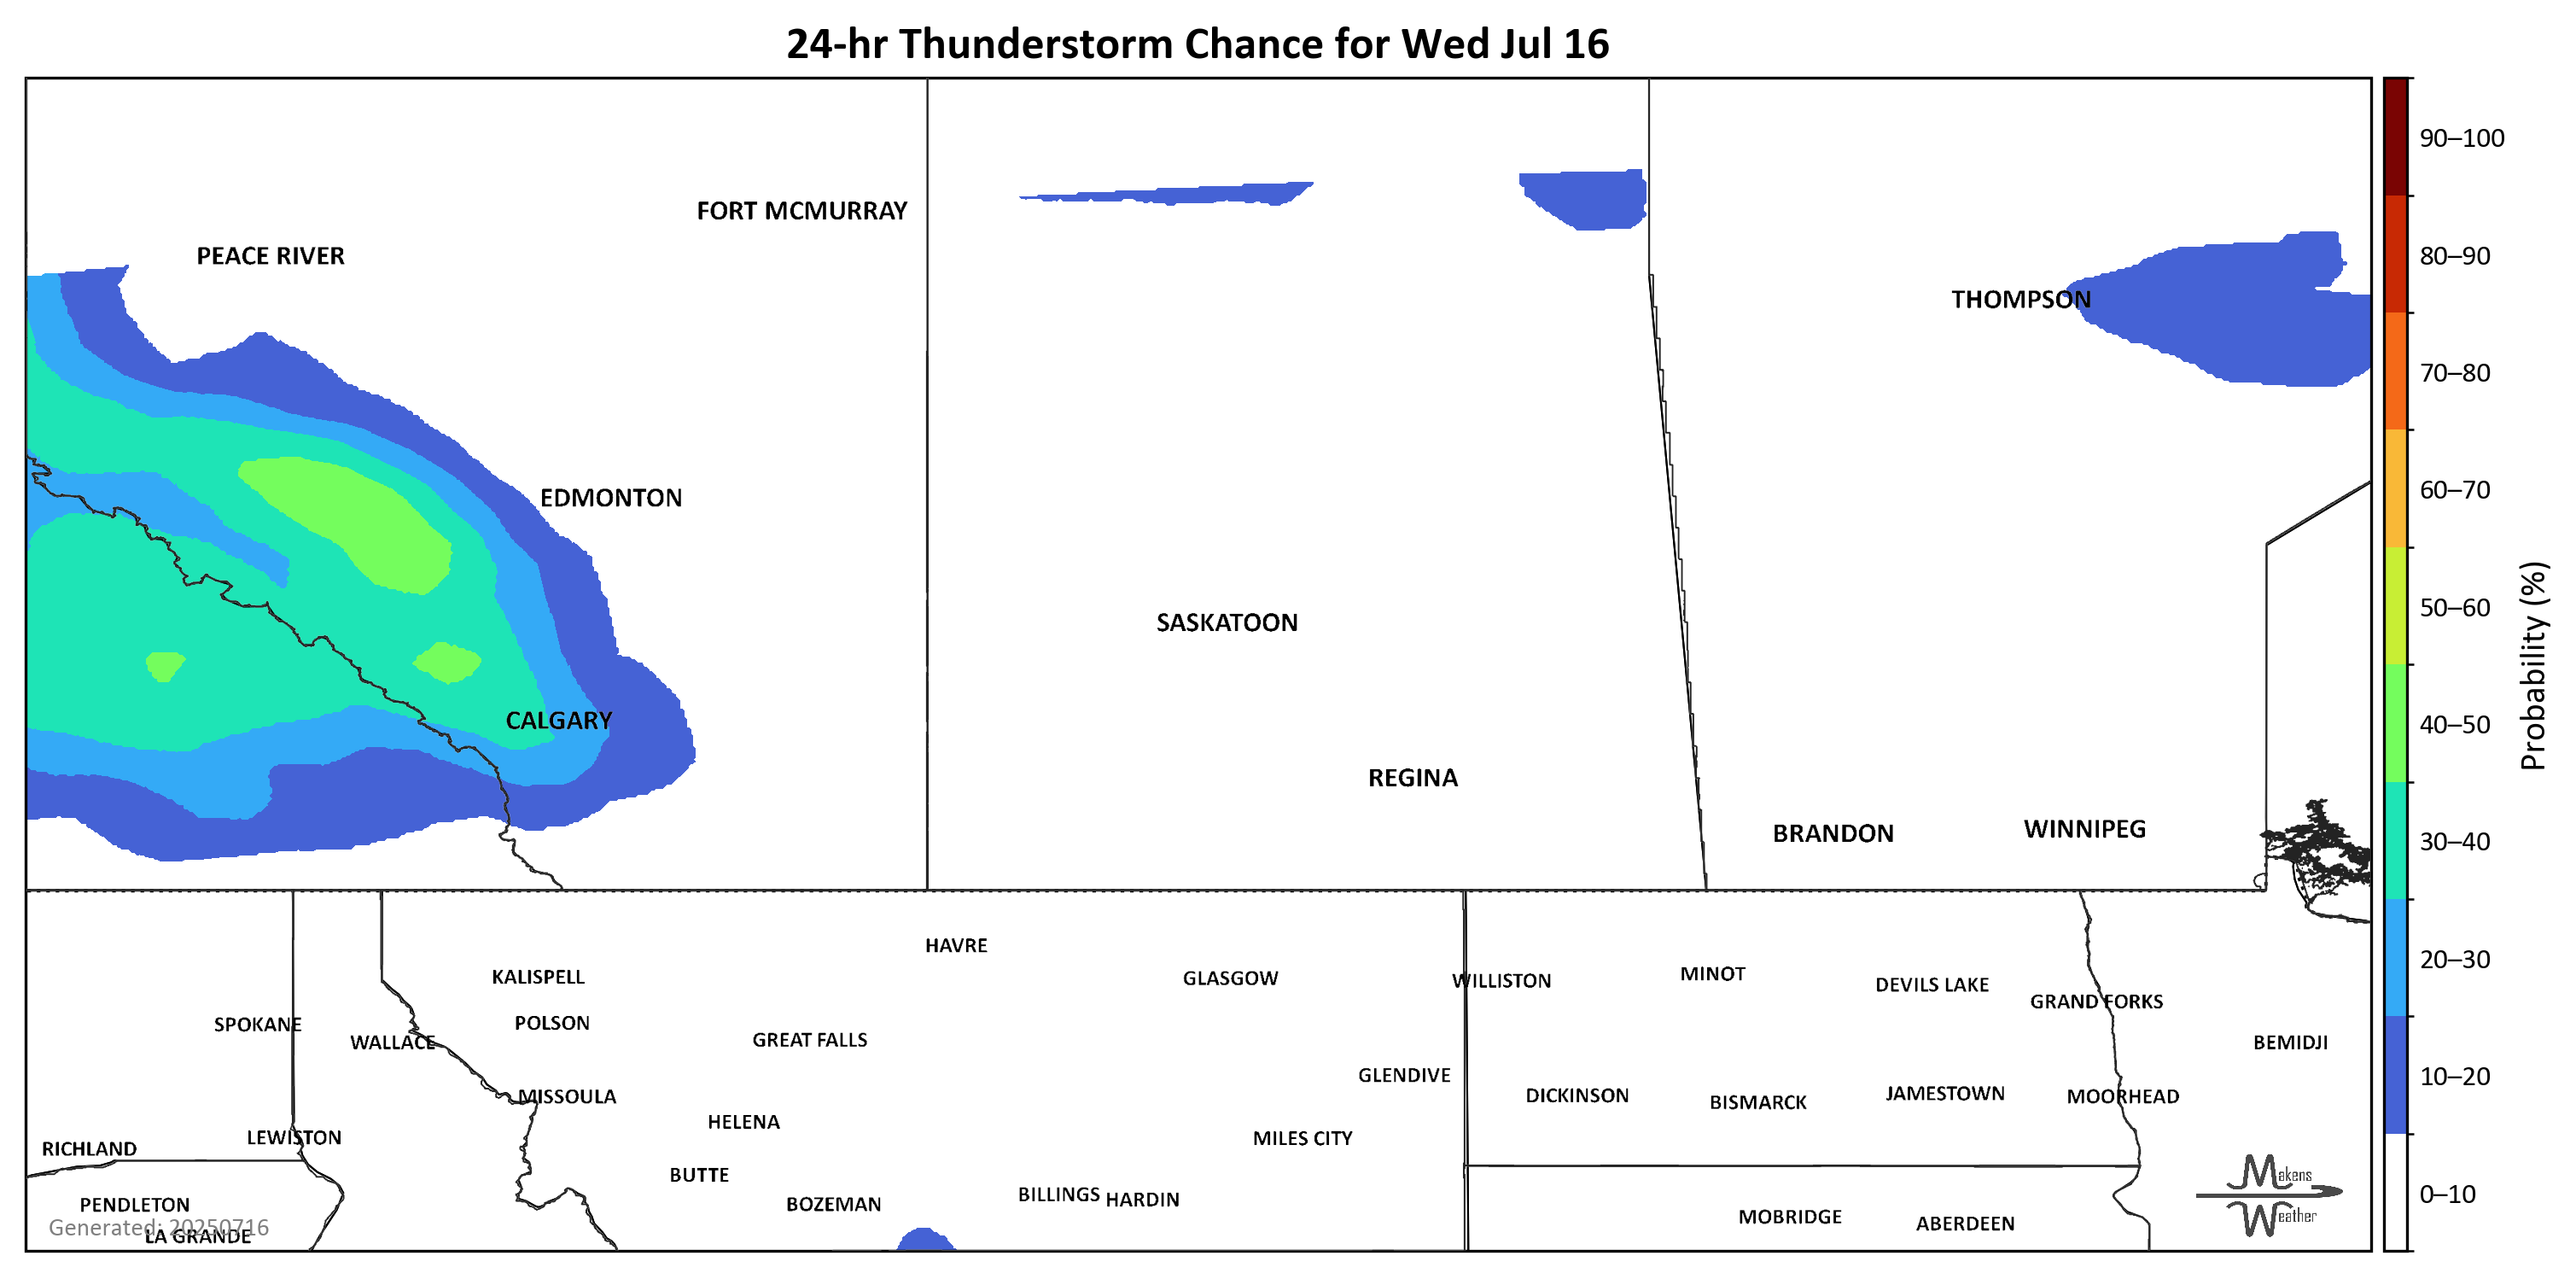 24-hr Thunderstorm Chance for Wed Jul 16
90–100
FORT MCMURRAY
PEACE RIVER
80–90
THOMPSON
70–80
EDMONTON
60–70
SASKATOON
50–60
Probability (%)
CALGARY
40–50
REGINA
BRANDON
WINNIPEG
30–40
HAVRE
20–30
KALISPELL
GLASGOW
WILLISTON
MINOT
DEVILS LAKE
GRAND FORKS
SPOKANE
POLSON
WALLACE
GREAT FALLS
BEMIDJI
GLENDIVE
10–20
MISSOULA
DICKINSON
BISMARCK
JAMESTOWN
MOORHEAD
HELENA
LEWISTON
MILES CITY
RICHLAND
BUTTE
Makens
Weather
0–10
PENDLETON
BOZEMAN
BILLINGS
HARDIN
MOBRIDGE
ABERDEEN
Generated: 20250716
LA GRANDE